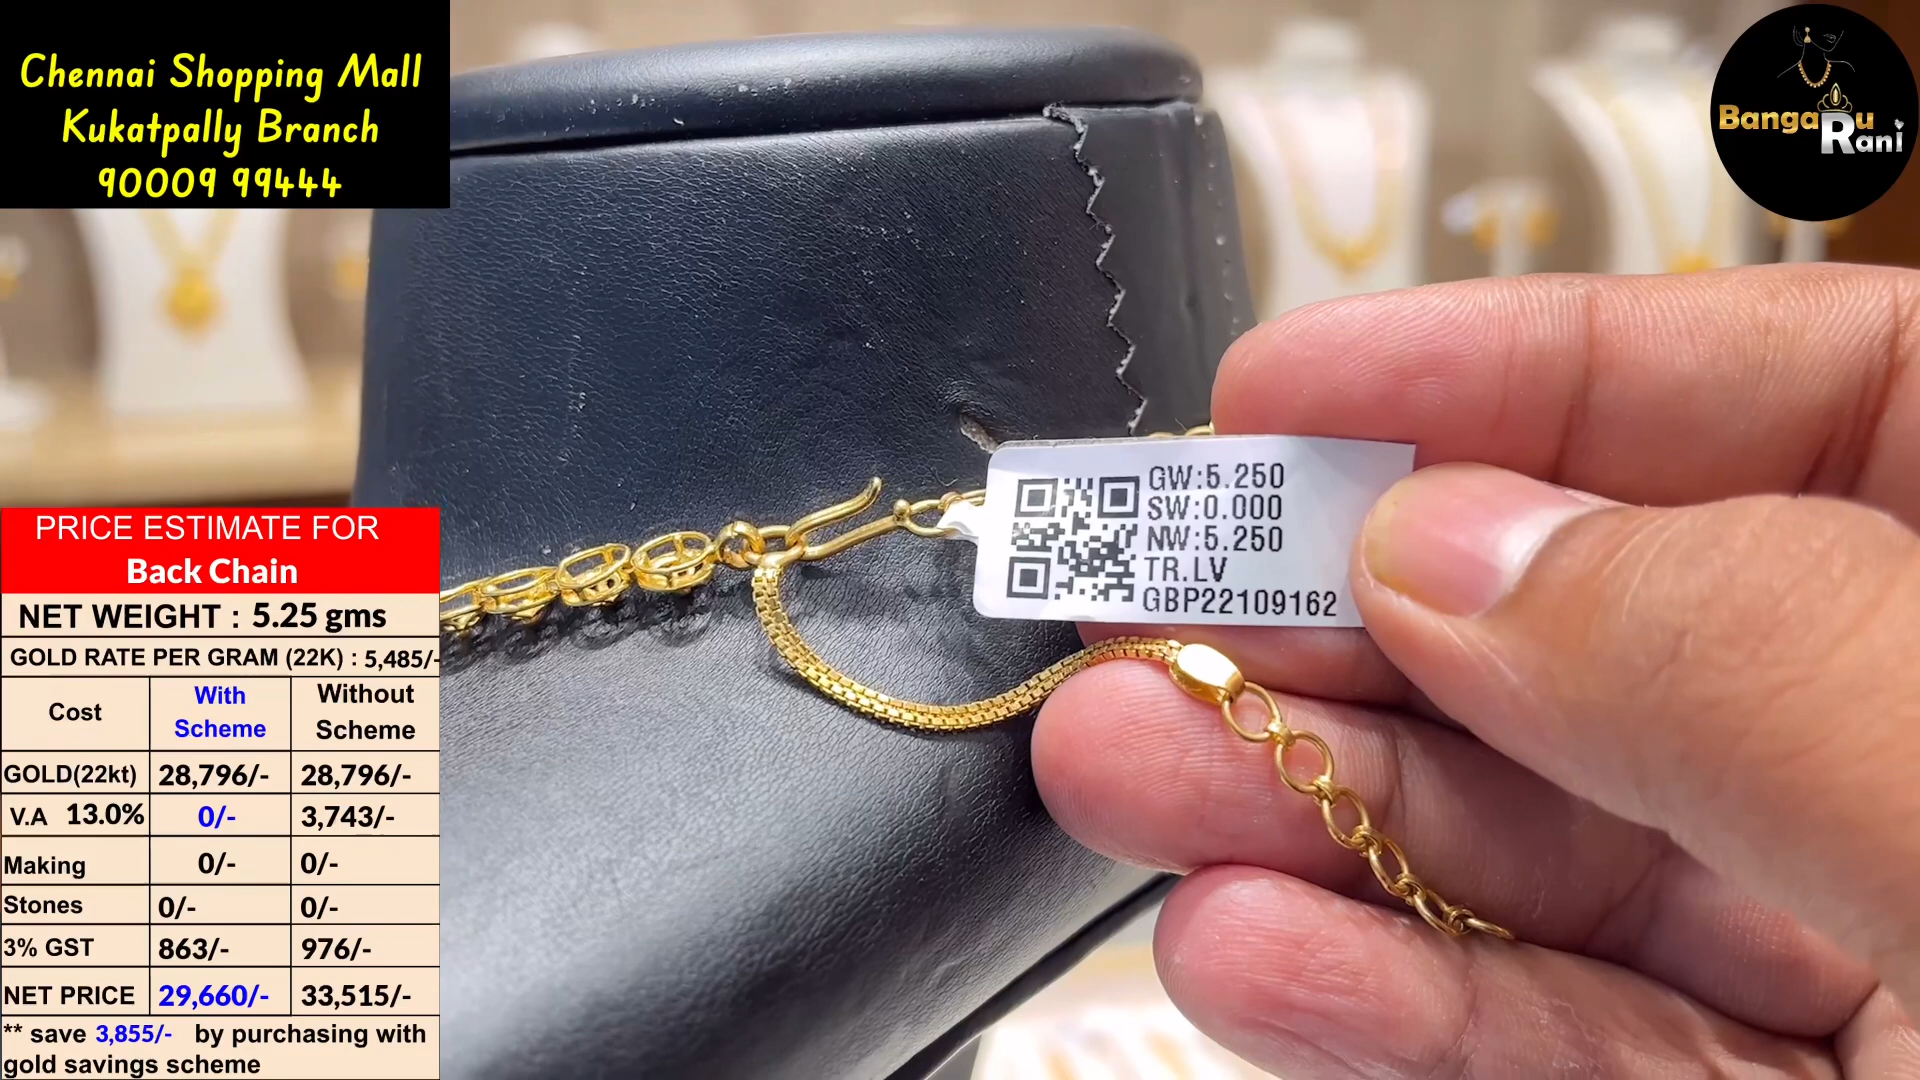 Chennai Shopping Mall
Kukatpally Branch
90009 99444
Bangaru
Rani
GW:5.250
SW:0.000
NW:5.250
TR.LV
GBP22109162
PRICE ESTIMATE FOR
Back Chain
NET WEIGHT : 5.25 gms
GOLD RATE PER GRAM (22K) : 5,485/-
Cost With Scheme Without Scheme
GOLD(22kt) 28,796/- 28,796/-
V.A 13.0% 0/- 3,743/-
Making 0/- 0/-
Stones 0/- 0/-
3% GST 863/- 976/-
NET PRICE 29,660/- 33,515/-
** save 3,855/- by purchasing with
gold savings scheme